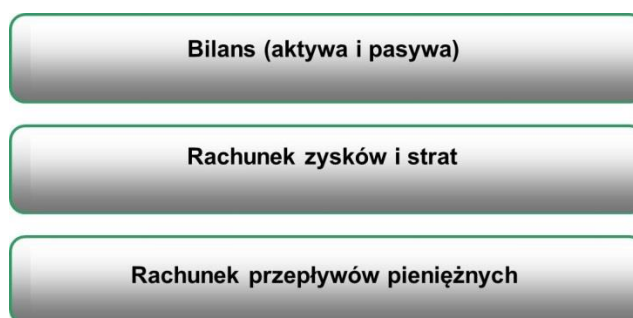 Bilans (aktywa i pasywa)
Rachunek zysków i strat
Rachunek przepływów pieniężnych